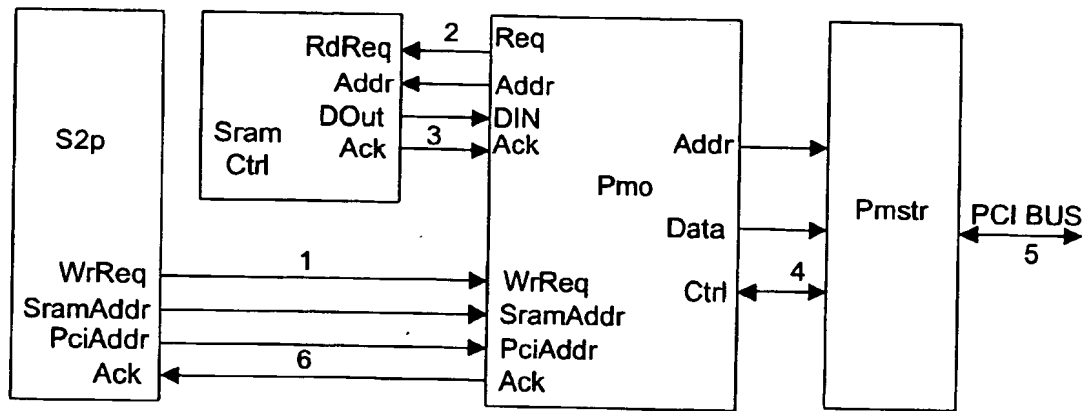 S2p
WrReq
SramAddr
PciAddr
Ack
RdReq
Addr
DOut
Ack
Sram
Ctrl
2
3
1
6
Req
Addr
DIN
Ack
Pmo
Addr
Data
Ctrl
WrReq
SramAddr
PciAddr
Ack
4
Pmstr
PCI BUS
5